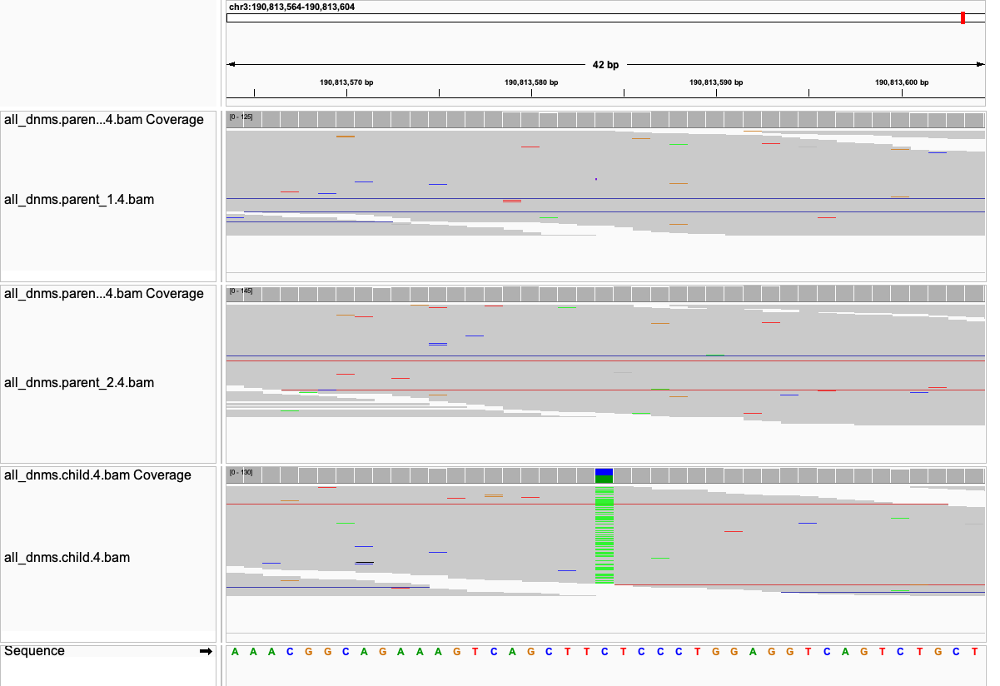 chr3:190,813,564-190,813,604
42 bp
190,813,570 bp 190,813,580 bp 190,813,590 bp 190,813,600 bp
all_dnms.paren...4.bam Coverage
[0 - 125]
all_dnms.parent_1.4.bam
all_dnms.paren...4.bam Coverage
[0 - 145]
all_dnms.parent_2.4.bam
all_dnms.child.4.bam Coverage
[0 - 130]
all_dnms.child.4.bam
Sequence
A A A C G G C A G A A A G T C A G C T T C T C C C T G G A G G T C A G T C T G C T